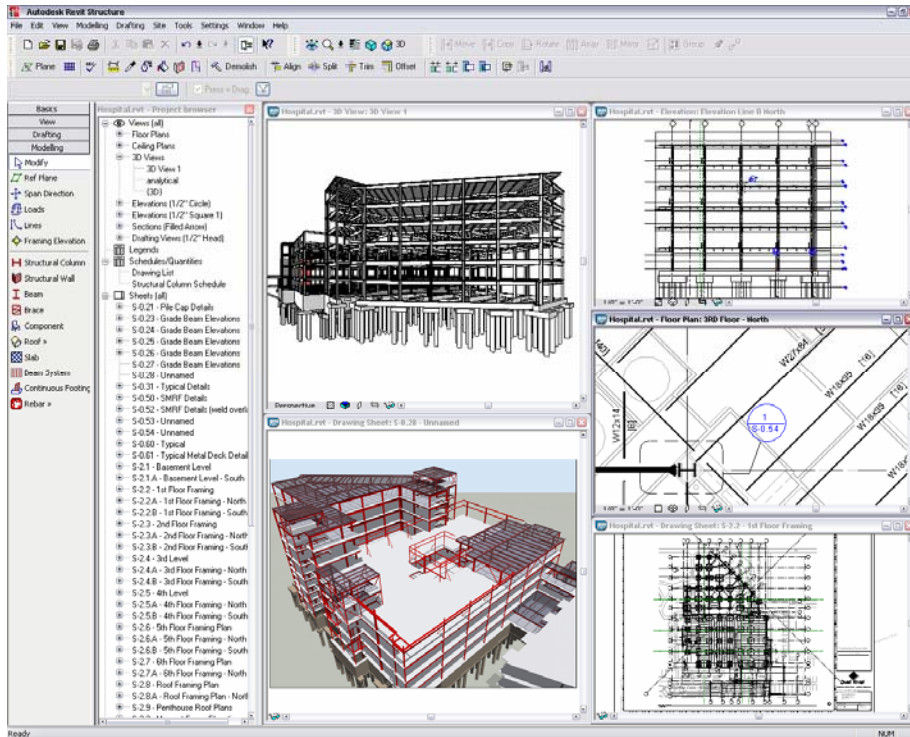 Autodesk Revit Structure
File Edit View Modelling Drafting Site Tools Settings Window Help
3D Move Copy Rotate Array Mirror Group
Plane Demolish Align Split Trim Offset
Press + Drag
Basics
View
Drafting
Modelling
Modify
Ref Plane
Span Direction
Loads
Lines
Framing Elevation
Structural Column
Structural Wall
Beam
Brace
Component
Roof »
Slab
Beam System
Continuous Footing
Rebar »
Hospital.rvt - Project browser
Views (all)
Floor Plans
Ceiling Plans
3D Views
3D View 1
analytical
{3D}
Elevations (1/2" Circle)
Elevations (1/2" Square 1)
Sections (Filled Arrow)
Drafting Views (1/2" Head)
Legends
Schedules/Quantities
Drawing List
Structural Column Schedule
Sheets (all)
S-0.21 - Pile Cap Details
S-0.23 - Grade Beam Elevations
S-0.24 - Grade Beam Elevations
S-0.25 - Grade Beam Elevations
S-0.26 - Grade Beam Elevations
S-0.27 - Grade Beam Elevations
S-0.28 - Unnamed
S-0.31 - Typical Details
S-0.50 - SMRF Details
S-0.52 - SMRF Details (weld overl
S-0.53 - Unnamed
S-0.54 - Unnamed
S-0.60 - Typical
S-0.61 - Typical Metal Deck Detail
S-2.1 - Basement Level
S-2.1.A - Basement Level - South
S-2.2 - 1st Floor Framing
S-2.2.A - 1st Floor Framing - North
S-2.2.B - 1st Floor Framing - South
S-2.3 - 2nd Floor Framing
S-2.3.A - 2nd Floor Framing - North
S-2.3.B - 2nd Floor Framing - South
S-2.4 - 3rd Level
S-2.4.A - 3rd Floor Framing - North
S-2.4.B - 3rd Floor Framing - South
S-2.5 - 4th Level
S-2.5.A - 4th Floor Framing - North
S-2.5.B - 4th Floor Framing - South
S-2.6 - 5th Floor Framing Plan
S-2.6.A - 5th Floor Framing - North
S-2.6.B - 5th Floor Framing - South
S-2.7 - 6th Floor Framing Plan
S-2.7.A - 6th Floor Framing - North
S-2.8 - Roof Framing Plan
S-2.8.A - Roof Framing Plan - Nort
S-2.9 - Penthouse Roof Plans
Hospital.rvt - 3D View: 3D View 1
Perspective
Hospital.rvt - Drawing Sheet: S-0.28 - Unnamed
Hospital.rvt - Elevation: Elevation Line B North
1/8" = 1'-0"
Hospital.rvt - Floor Plan: 3RD Floor - North
[40]
W27x84
[16]
W18x35
[16]
W12x14
[6]
1
S-0.54
W18x35
W18x35
W18x
1/8" = 1'-0"
Hospital.rvt - Drawing Sheet: S-2.2 - 1st Floor Framing
Ready
NUM